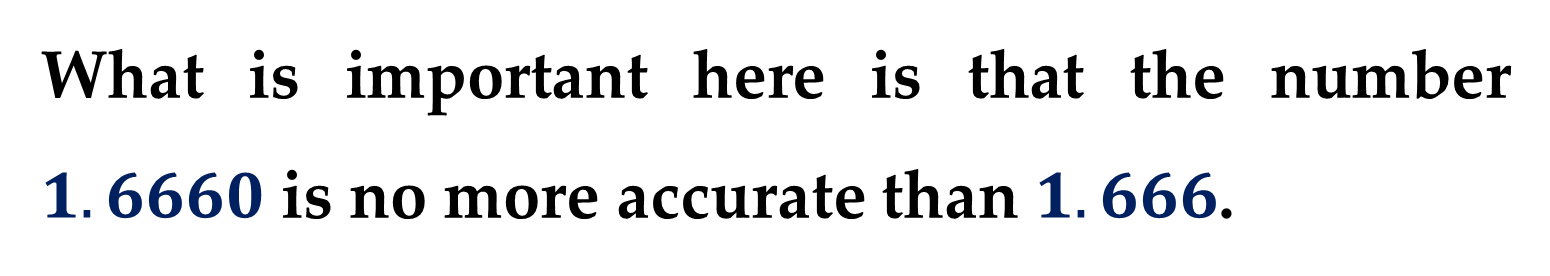 What is important here is that the number
1.6660 is no more accurate than 1.666.